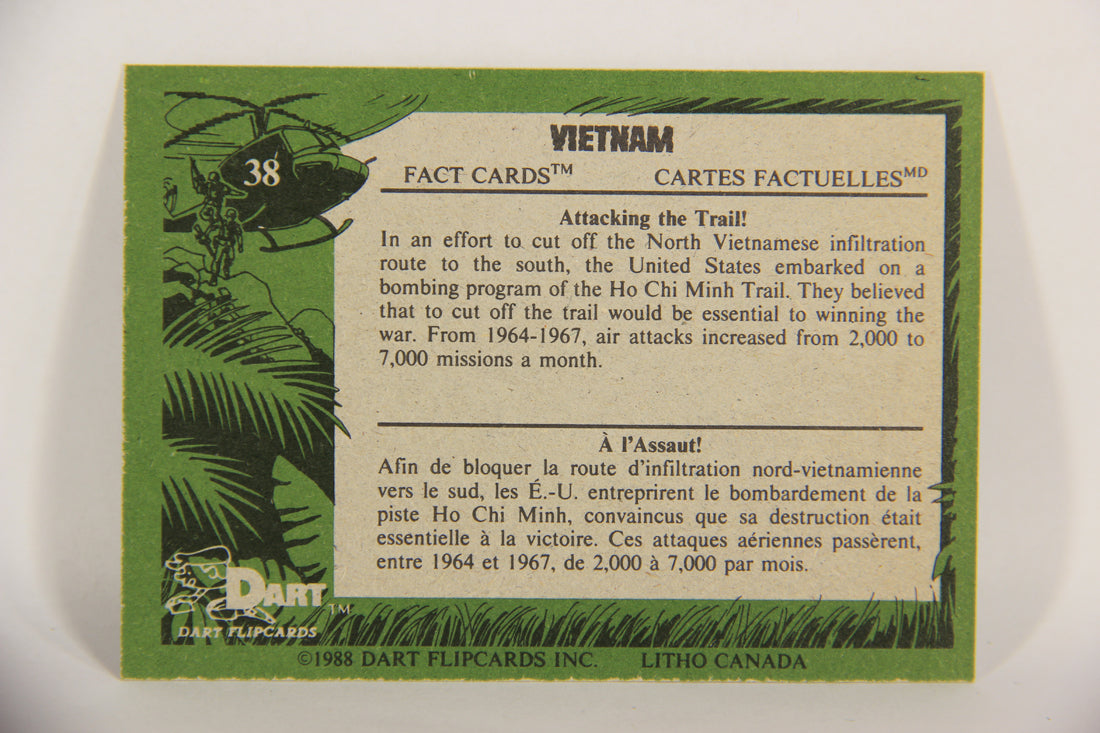 38
VIETNAM
FACT CARDS™ CARTES FACTUELLESMD
Attacking the Trail!
In an effort to cut off the North Vietnamese infiltration
route to the south, the United States embarked on a
bombing program of the Ho Chi Minh Trail. They believed
that to cut off the trail would be essential to winning the
war. From 1964-1967, air attacks increased from 2,000 to
7,000 missions a month.
À l'Assaut!
Afin de bloquer la route d'infiltration nord-vietnamienne
vers le sud, les É.-U. entreprirent le bombardement de la
piste Ho Chi Minh, convaincus que sa destruction était
essentielle à la victoire. Ces attaques aériennes passèrent,
entre 1964 et 1967, de 2,000 à 7,000 par mois.
DART™
DART FLIPCARDS
©1988 DART FLIPCARDS INC. LITHO CANADA